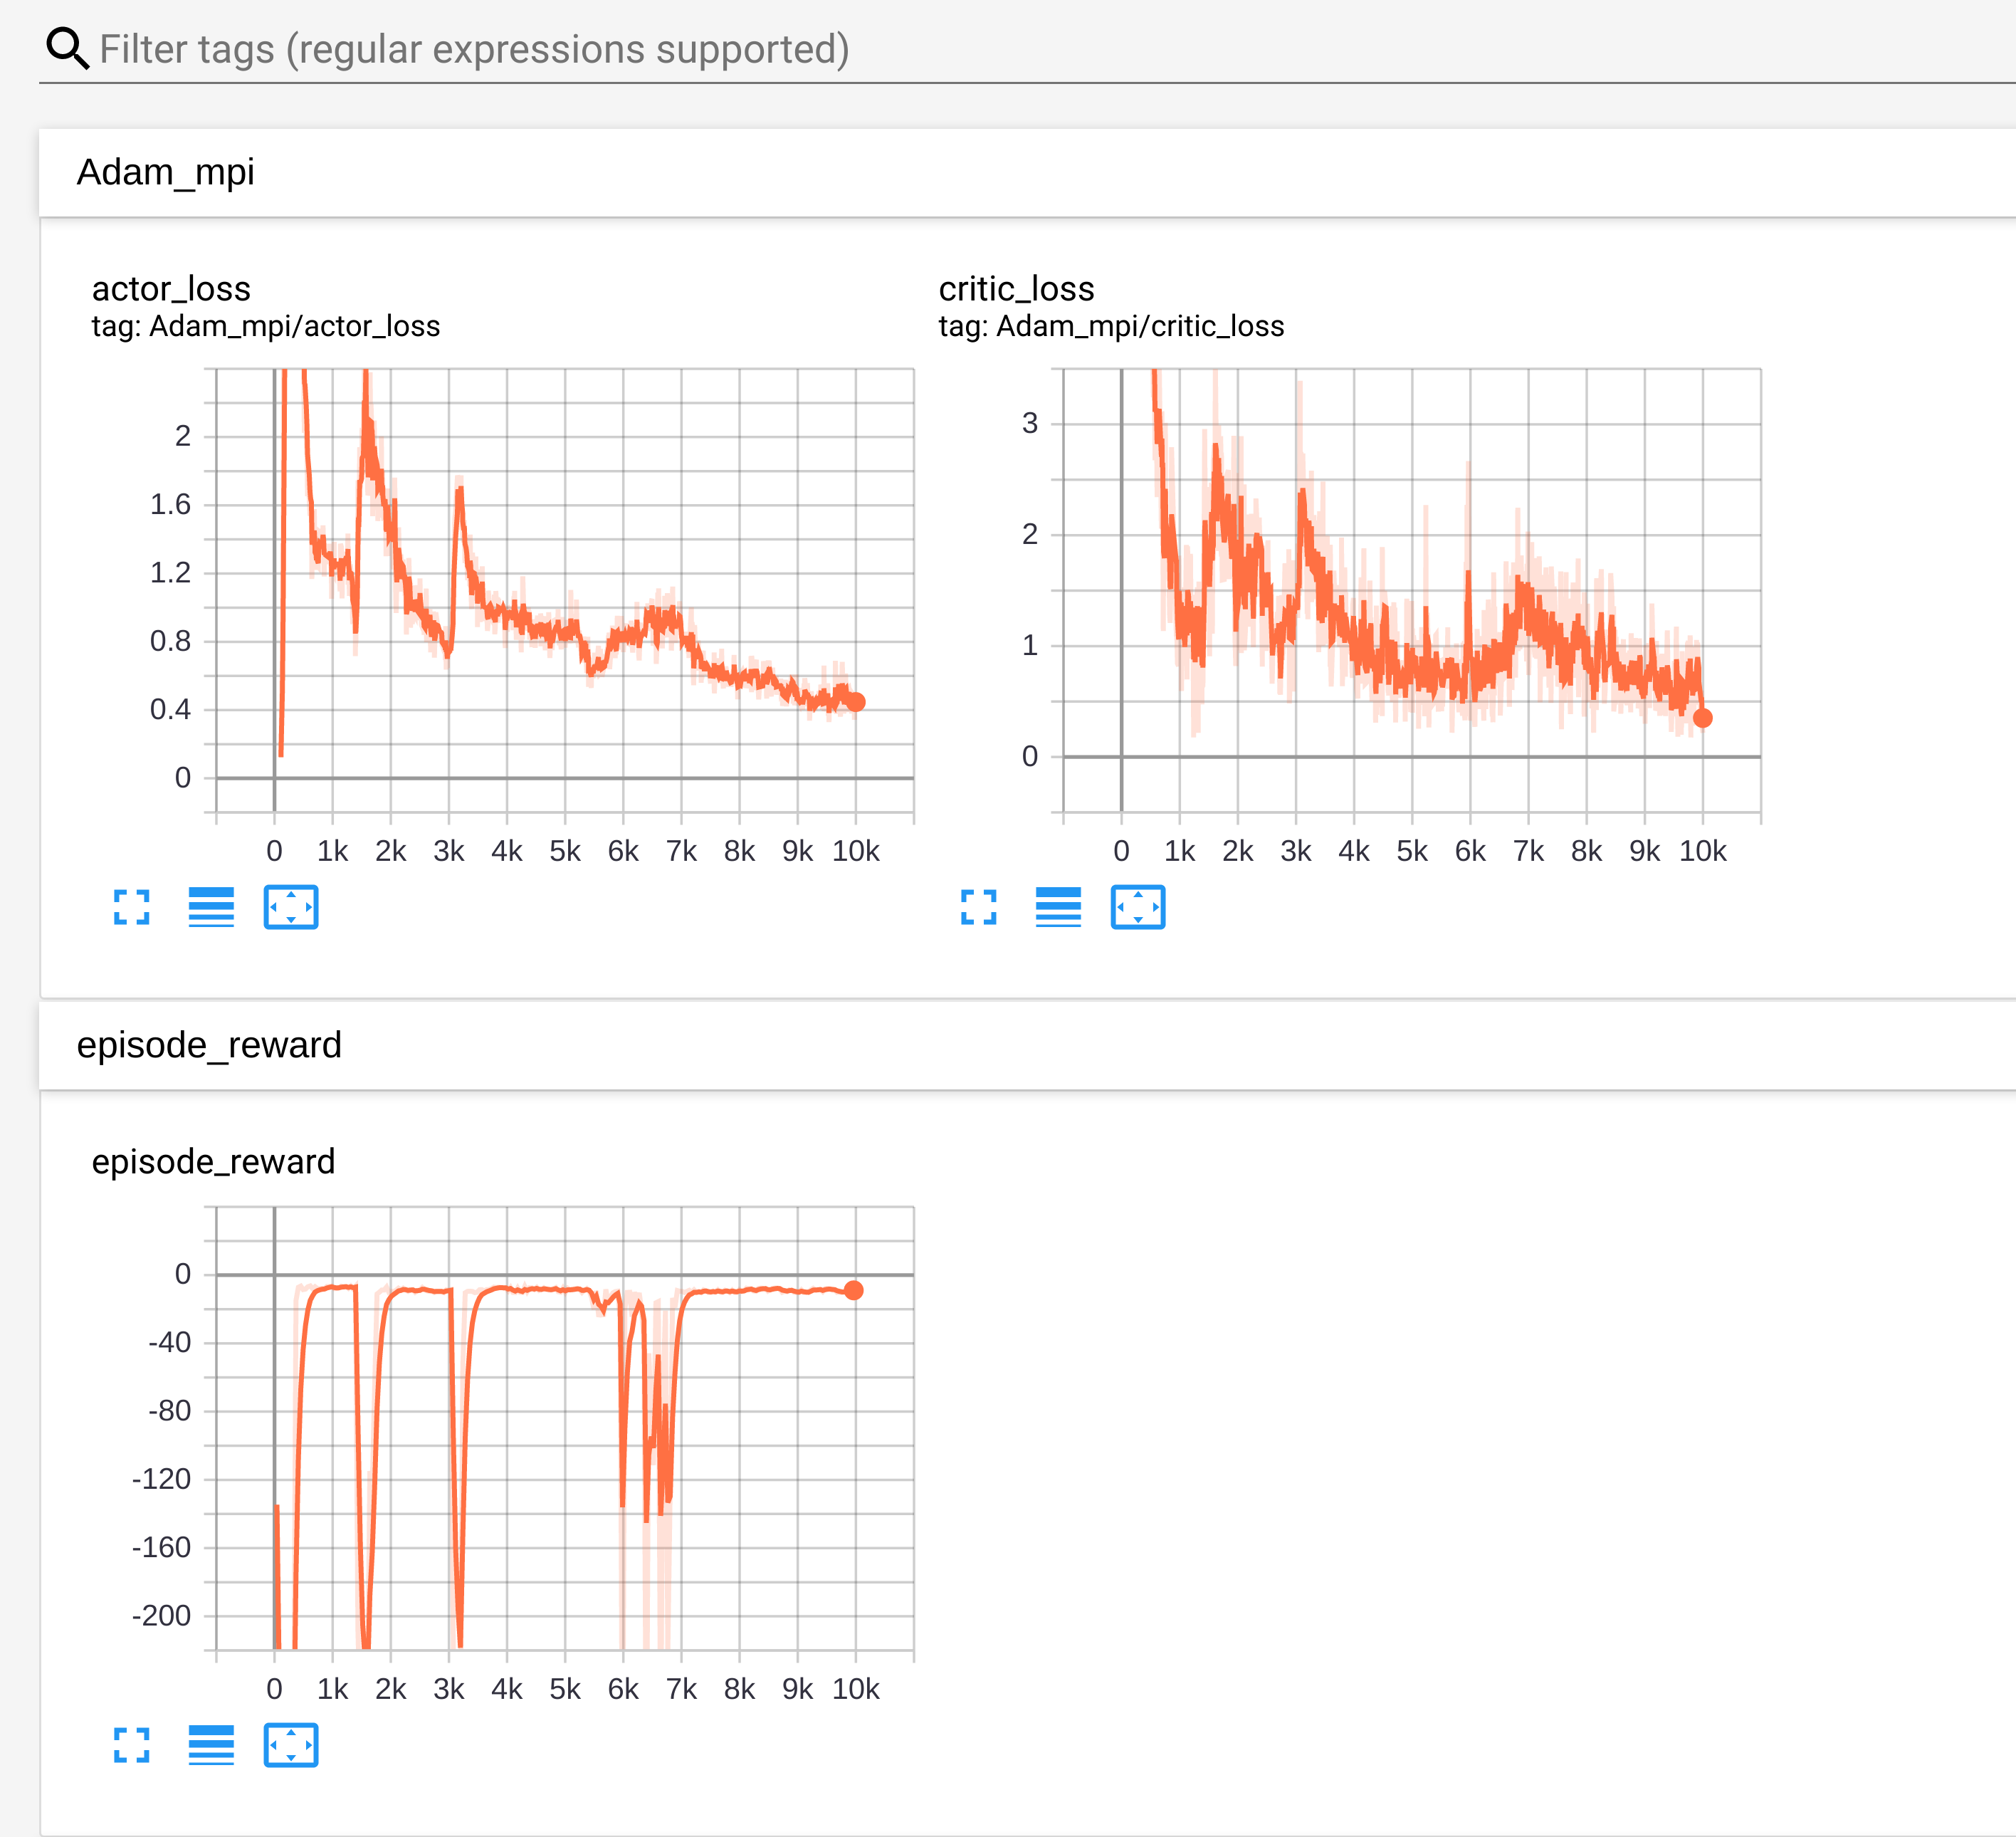 Filter tags (regular expressions supported)
Adam_mpi
actor_loss
tag: Adam_mpi/actor_loss
2
1.6
1.2
0.8
0.4
0
0 1k 2k 3k 4k 5k 6k 7k 8k 9k 10k
critic_loss
tag: Adam_mpi/critic_loss
3
2
1
0
0 1k 2k 3k 4k 5k 6k 7k 8k 9k 10k
episode_reward
episode_reward
0
-40
-80
-120
-160
-200
0 1k 2k 3k 4k 5k 6k 7k 8k 9k 10k